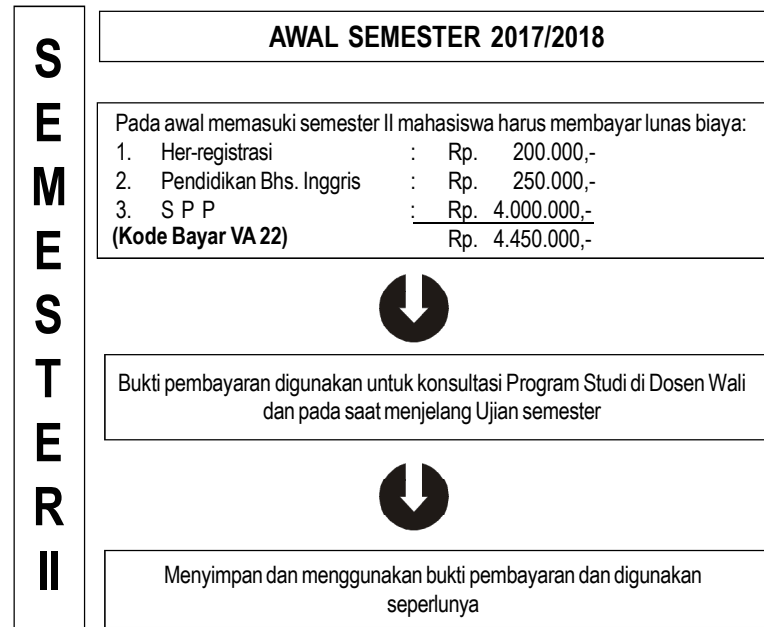 SEMESTER II
AWAL SEMESTER 2017/2018
Pada awal memasuki semester II mahasiswa harus membayar lunas biaya:
1. Her-registrasi : Rp. 200.000,-
2. Pendidikan Bhs. Inggris : Rp. 250.000,-
3. S P P : Rp. 4.000.000,-
(Kode Bayar VA 22) Rp. 4.450.000,-
Bukti pembayaran digunakan untuk konsultasi Program Studi di Dosen Wali
dan pada saat menjelang Ujian semester
Menyimpan dan menggunakan bukti pembayaran dan digunakan
seperlunya